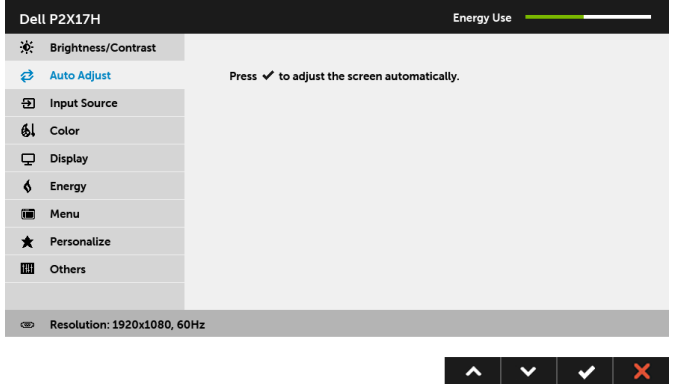 Dell P2X17H
Energy Use
Brightness/Contrast
Auto Adjust
Press ✓ to adjust the screen automatically.
Input Source
Color
Display
Energy
Menu
Personalize
Others
Resolution: 1920x1080, 60Hz